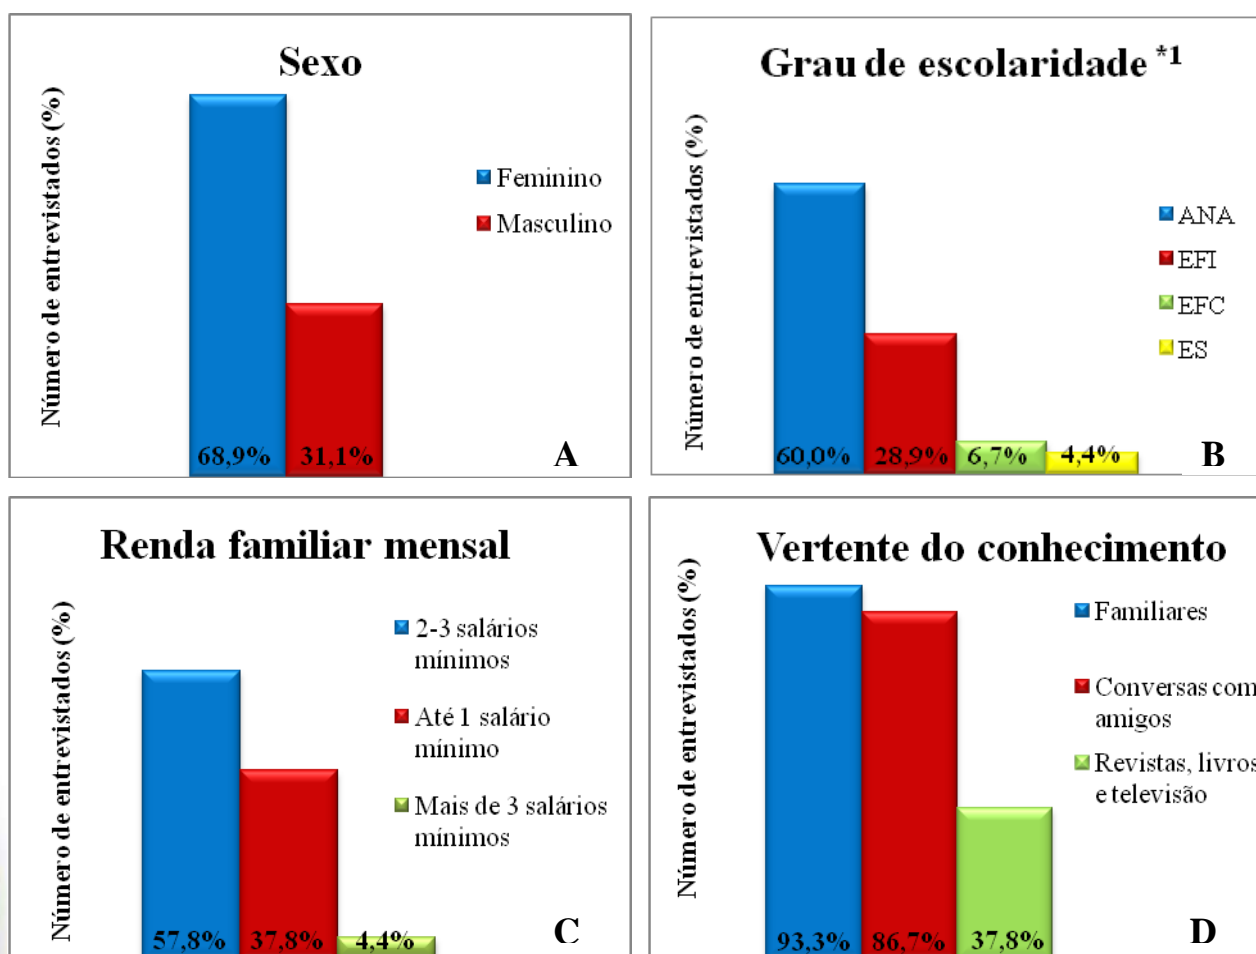 Sexo
Número de entrevistados (%)
Feminino
Masculino
68,9%
31,1%
A
Grau de escolaridade *1
Número de entrevistados (%)
ANA
EFI
EFC
ES
60,0%
28,9%
6,7%
4,4%
B
Renda familiar mensal
Número de entrevistados (%)
2-3 salários
mínimos
Até 1 salário
mínimo
Mais de 3 salários
mínimos
57,8%
37,8%
4,4%
C
Vertente do conhecimento
Número de entrevistados (%)
Familiares
Conversas com
amigos
Revistas, livros
e televisão
93,3%
86,7%
37,8%
D